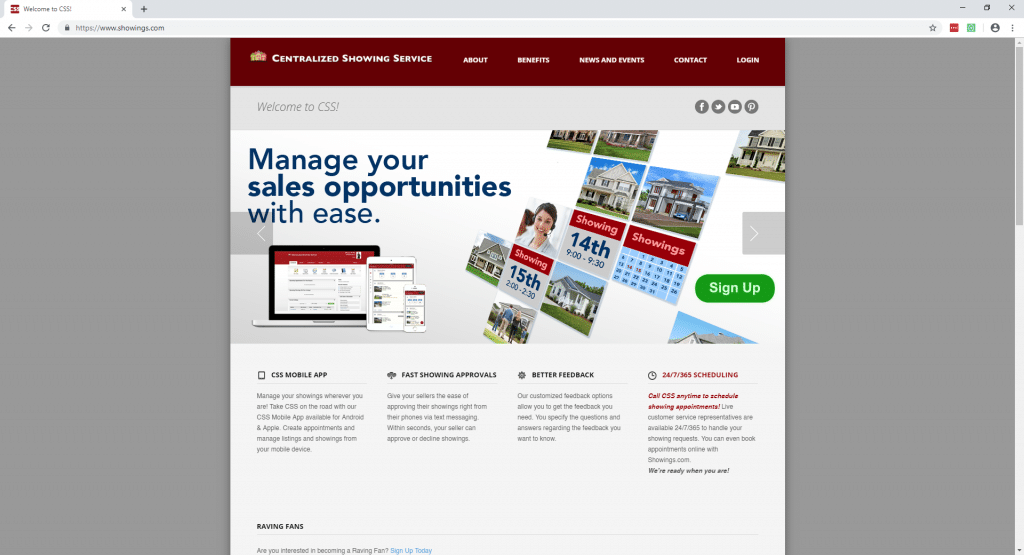 CSS Welcome to CSS!
https://www.showings.com
CENTRALIZED SHOWING SERVICE
ABOUT
BENEFITS
NEWS AND EVENTS
CONTACT
LOGIN
Welcome to CSS!
Manage your
sales opportunities
with ease.
Showing
14th
9:00 - 9:30
Showing
15th
2:00 - 2:30
Showings
Sign Up
CSS MOBILE APP
Manage your showings wherever you
are! Take CSS on the road with our
CSS Mobile App available for Android
& Apple. Create appointments and
manage listings and showings from
your mobile device.
FAST SHOWING APPROVALS
Give your sellers the ease of
approving their showings right from
their phones via text messaging.
Within seconds, your seller can
approve or decline showings.
BETTER FEEDBACK
Our customized feedback options
allow you to get the feedback you
need. You specify the questions and
answers regarding the feedback you
want to know.
24/7/365 SCHEDULING
Call CSS anytime to schedule
showing appointments! Live
customer service representatives are
available 24/7/365 to handle your
showing requests. You can even book
appointments online with
Showings.com.
We're ready when you are!
RAVING FANS
Are you interested in becoming a Raving Fan? Sign Up Today